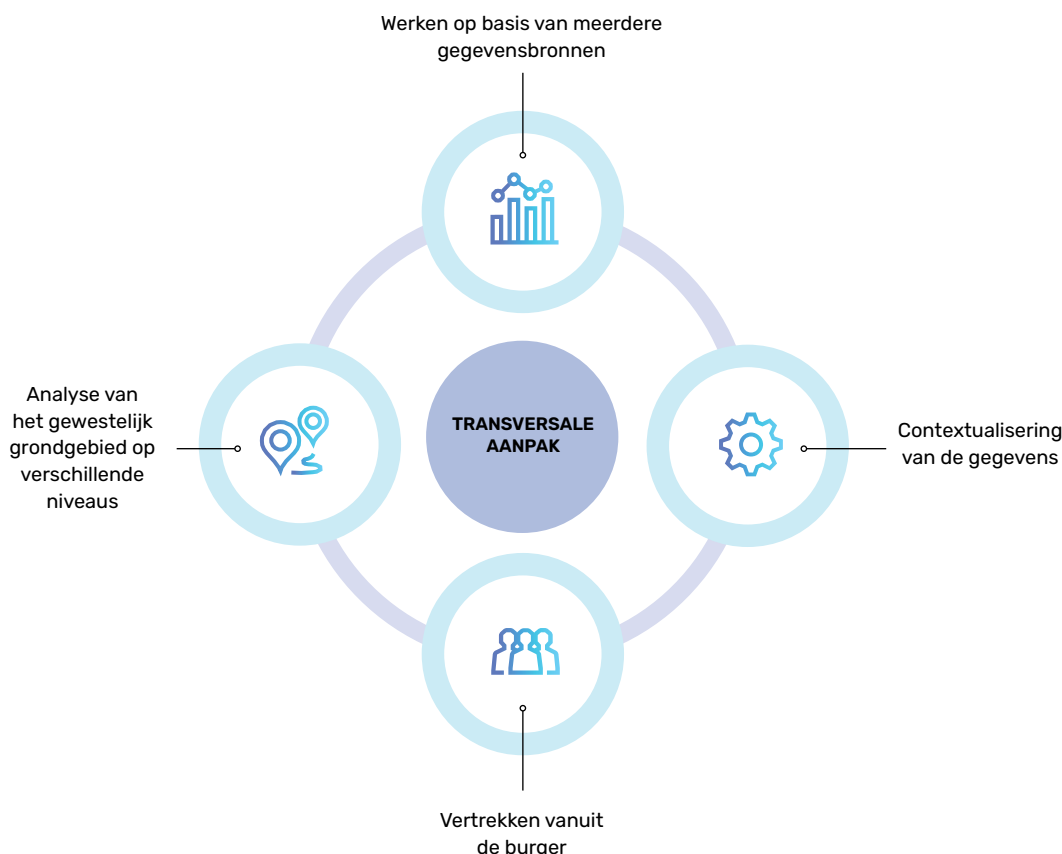 Werken op basis van meerdere
gegevensbronnen
Analyse van
het gewestelijk
grondgebied op
verschillende
niveaus
TRANSVERSALE
AANPAK
Contextualisering
van de gegevens
Vertrekken vanuit
de burger